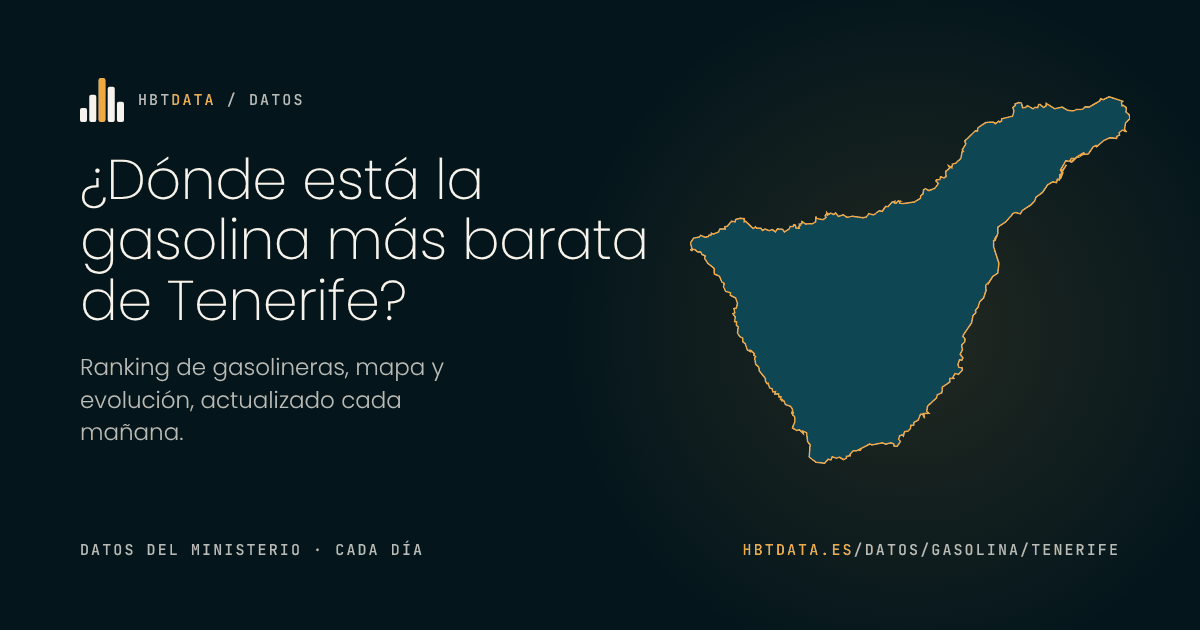 HBTDATA / DATOS
¿Dónde está la
gasolina más barata
de Tenerife?
Ranking de gasolineras, mapa y
evolución, actualizado cada
mañana.
DATOS DEL MINISTERIO · CADA DÍA
HBTDATA.ES/DATOS/GASOLINA/TENERIFE